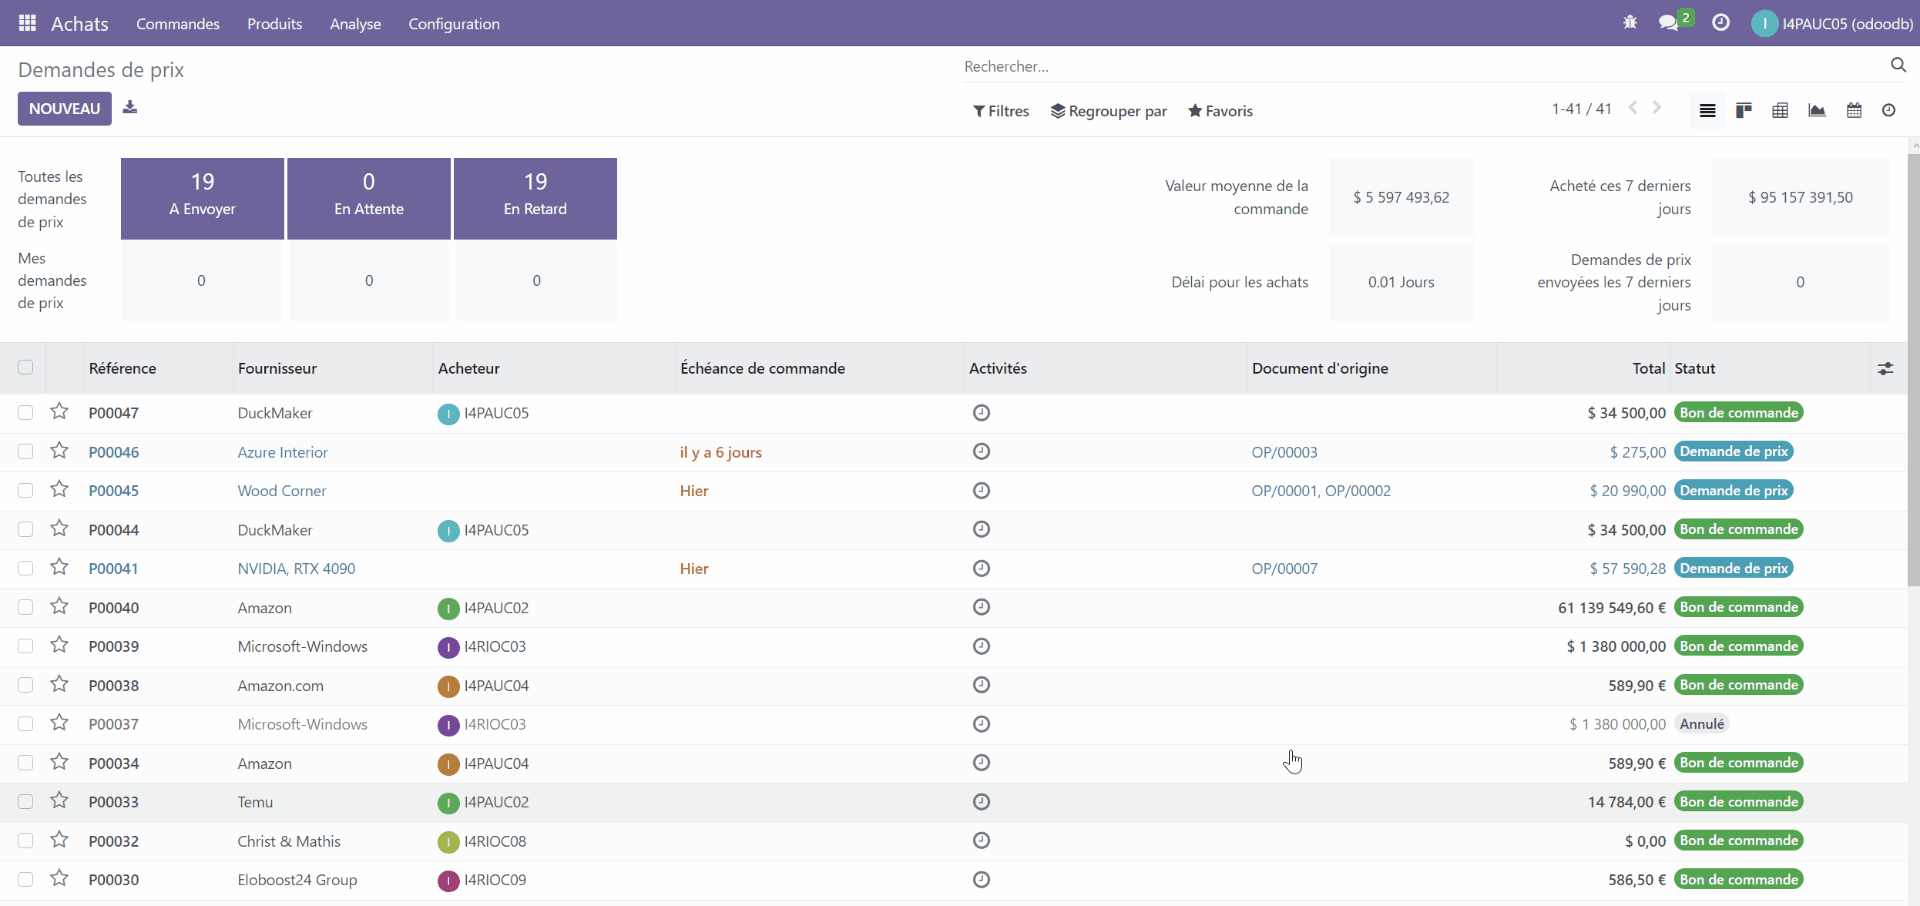 Achats Commandes Produits Analyse Configuration 2 I I4PAUC05 (odoodb)
Demandes de prix Rechercher...
NOUVEAU Filtres Regrouper par Favoris 1-41 / 41
Toutes les demandes de prix 19 A Envoyer 0 En Attente 19 En Retard
Valeur moyenne de la commande $ 5 597 493,62 Acheté ces 7 derniers jours $ 95 157 391,50
Mes demandes de prix 0 0 0
Délai pour les achats 0.01 Jours Demandes de prix envoyées les 7 derniers jours 0
Référence Fournisseur Acheteur Échéance de commande Activités Document d'origine Total Statut
P00047 DuckMaker I I4PAUC05 $ 34 500,00 Bon de commande
P00046 Azure Interior il y a 6 jours OP/00003 $ 275,00 Demande de prix
P00045 Wood Corner Hier OP/00001, OP/00002 $ 20 990,00 Demande de prix
P00044 DuckMaker I I4PAUC05 $ 34 500,00 Bon de commande
P00041 NVIDIA, RTX 4090 Hier OP/00007 $ 57 590,28 Demande de prix
P00040 Amazon I I4PAUC02 61 139 549,60 € Bon de commande
P00039 Microsoft-Windows I I4RIOC03 $ 1 380 000,00 Bon de commande
P00038 Amazon.com I I4PAUC04 589,90 € Bon de commande
P00037 Microsoft-Windows I I4RIOC03 $ 1 380 000,00 Annulé
P00034 Amazon I I4PAUC04 589,90 € Bon de commande
P00033 Temu I I4PAUC02 14 784,00 € Bon de commande
P00032 Christ & Mathis I I4RIOC08 $ 0,00 Bon de commande
P00030 Eloboost24 Group I I4RIOC09 586,50 € Bon de commande